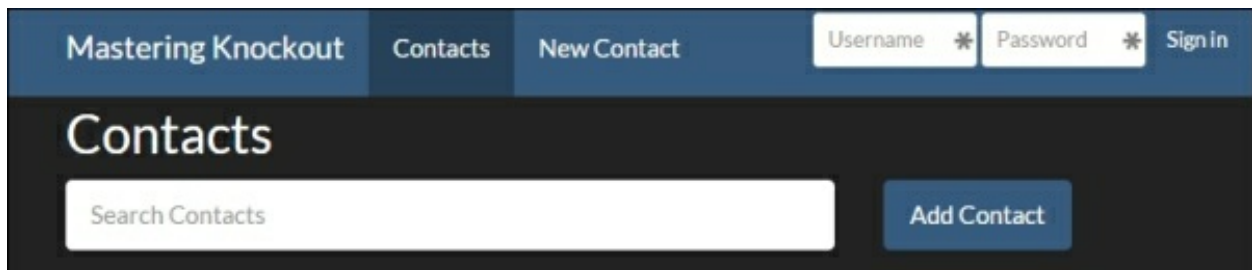 Mastering Knockout Contacts New Contact Username Password Sign in
Contacts
Search Contacts Add Contact